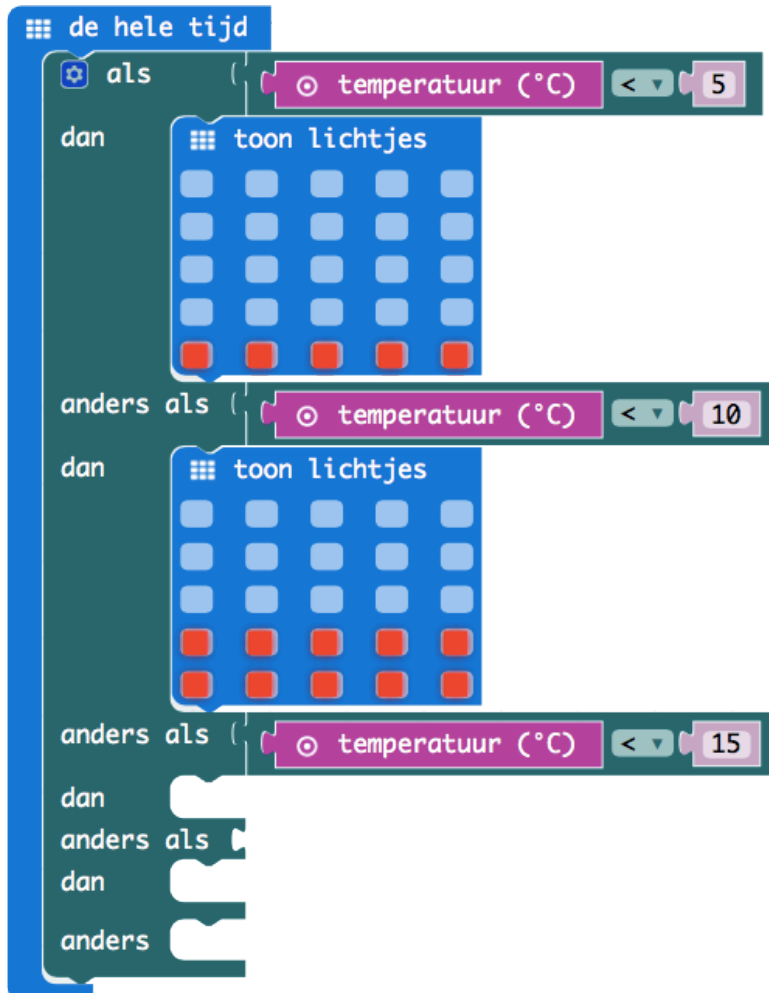 de hele tijd
als temperatuur (°C) < 5
dan toon lichtjes
anders als temperatuur (°C) < 10
dan toon lichtjes
anders als temperatuur (°C) < 15
dan
anders als
dan
anders